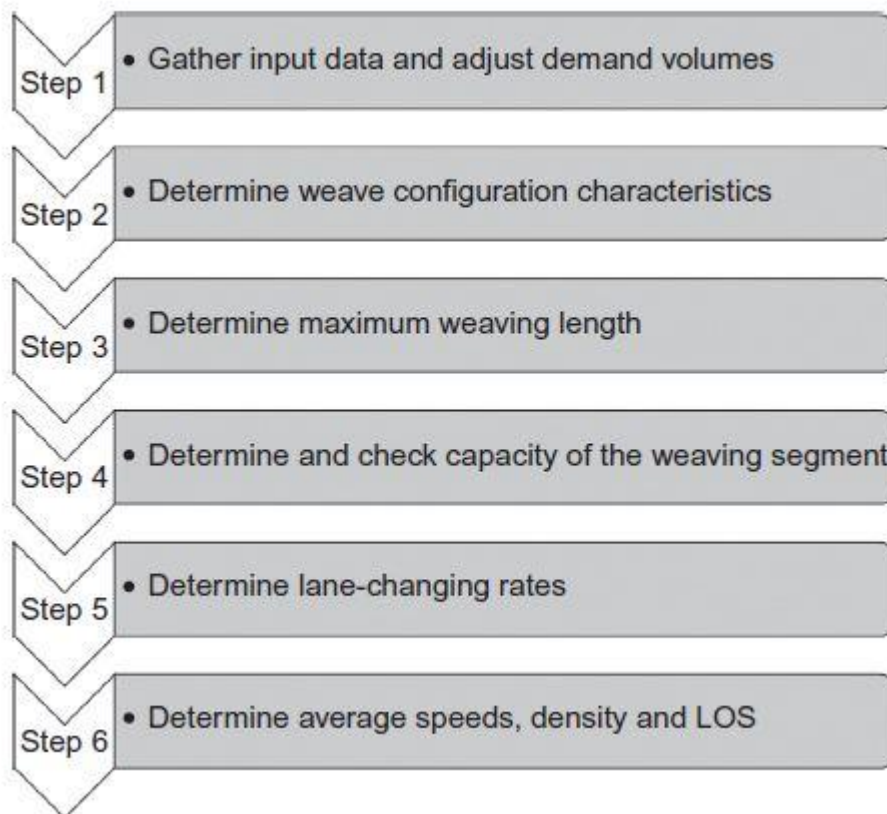 Step 1
• Gather input data and adjust demand volumes
Step 2
• Determine weave configuration characteristics
Step 3
• Determine maximum weaving length
Step 4
• Determine and check capacity of the weaving segment
Step 5
• Determine lane-changing rates
Step 6
• Determine average speeds, density and LOS